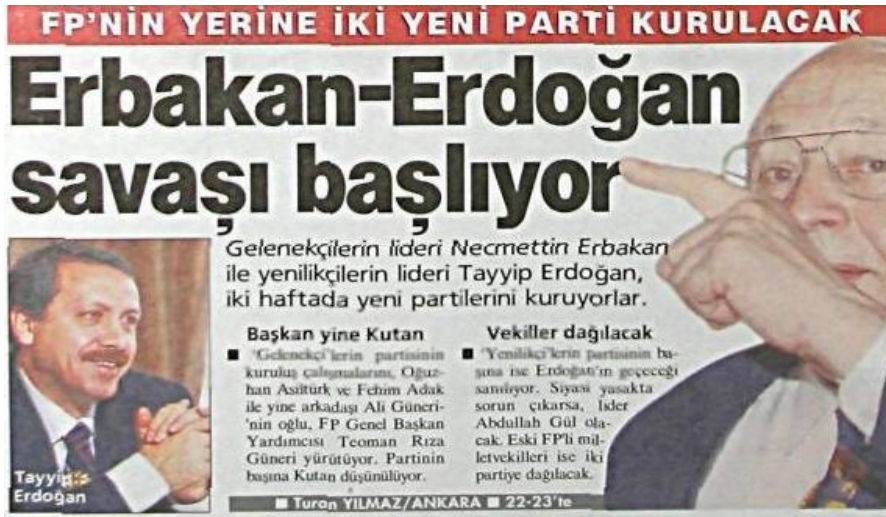 FP'NİN YERİNE İKİ YENİ PARTİ KURULACAK
Erbakan-Erdoğan
savaşı başlıyor
Gelenekçilerin lideri Necmettin Erbakan
ile yenilikçilerin lideri Tayyip Erdoğan,
iki haftada yeni partilerini kuruyorlar.
Başkan yine Kutan
■ 'Gelenekçi'lerin partisinin
kuruluş çalışmalarını, Oğuz-
han Asiltürk ve Fehim Adak
ile yine arkadaşı Ali Güneri-
'nin oğlu, FP Genel Başkan
Yardımcısı Teoman Rıza
Güneri yürütüyor. Partinin
başına Kutan düşünülüyor.
Vekiller dağılacak
■ 'Yenilikçi'lerin partisinin ba-
şına ise Erdoğan'ın geçeceği
sanılıyor. Siyasi yasakta
sorun çıkarsa, lider
Abdullah Gül ola-
cak. Eski FP'li mil-
letvekilleri ise iki
partiye dağılacak.
Tayyip
Erdoğan
■ Turan YILMAZ/ANKARA ■ 22-23'te